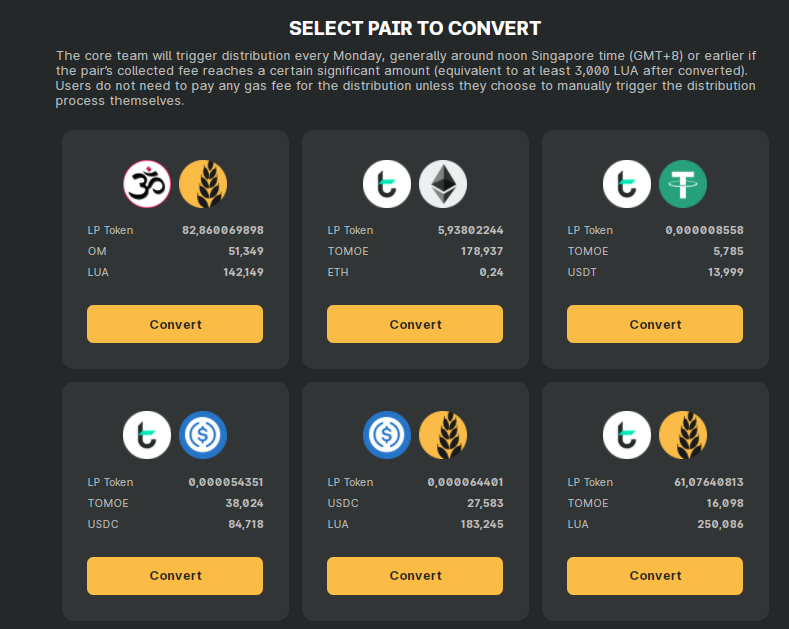 SELECT PAIR TO CONVERT
The core team will trigger distribution every Monday, generally around noon Singapore time (GMT+8) or earlier if
the pair's collected fee reaches a certain significant amount (equivalent to at least 3,000 LUA after converted).
Users do not need to pay any gas fee for the distribution unless they choose to manually trigger the distribution
process themselves.
LP Token 82,860069898
OM 51,349
LUA 142,149
Convert
LP Token 5,93802244
TOMOE 178,937
ETH 0,24
Convert
LP Token 0,000008558
TOMOE 5,785
USDT 13,999
Convert
LP Token 0,000054351
TOMOE 38,024
USDC 84,718
Convert
LP Token 0,000064401
USDC 27,583
LUA 183,245
Convert
LP Token 61,07640813
TOMOE 16,098
LUA 250,086
Convert